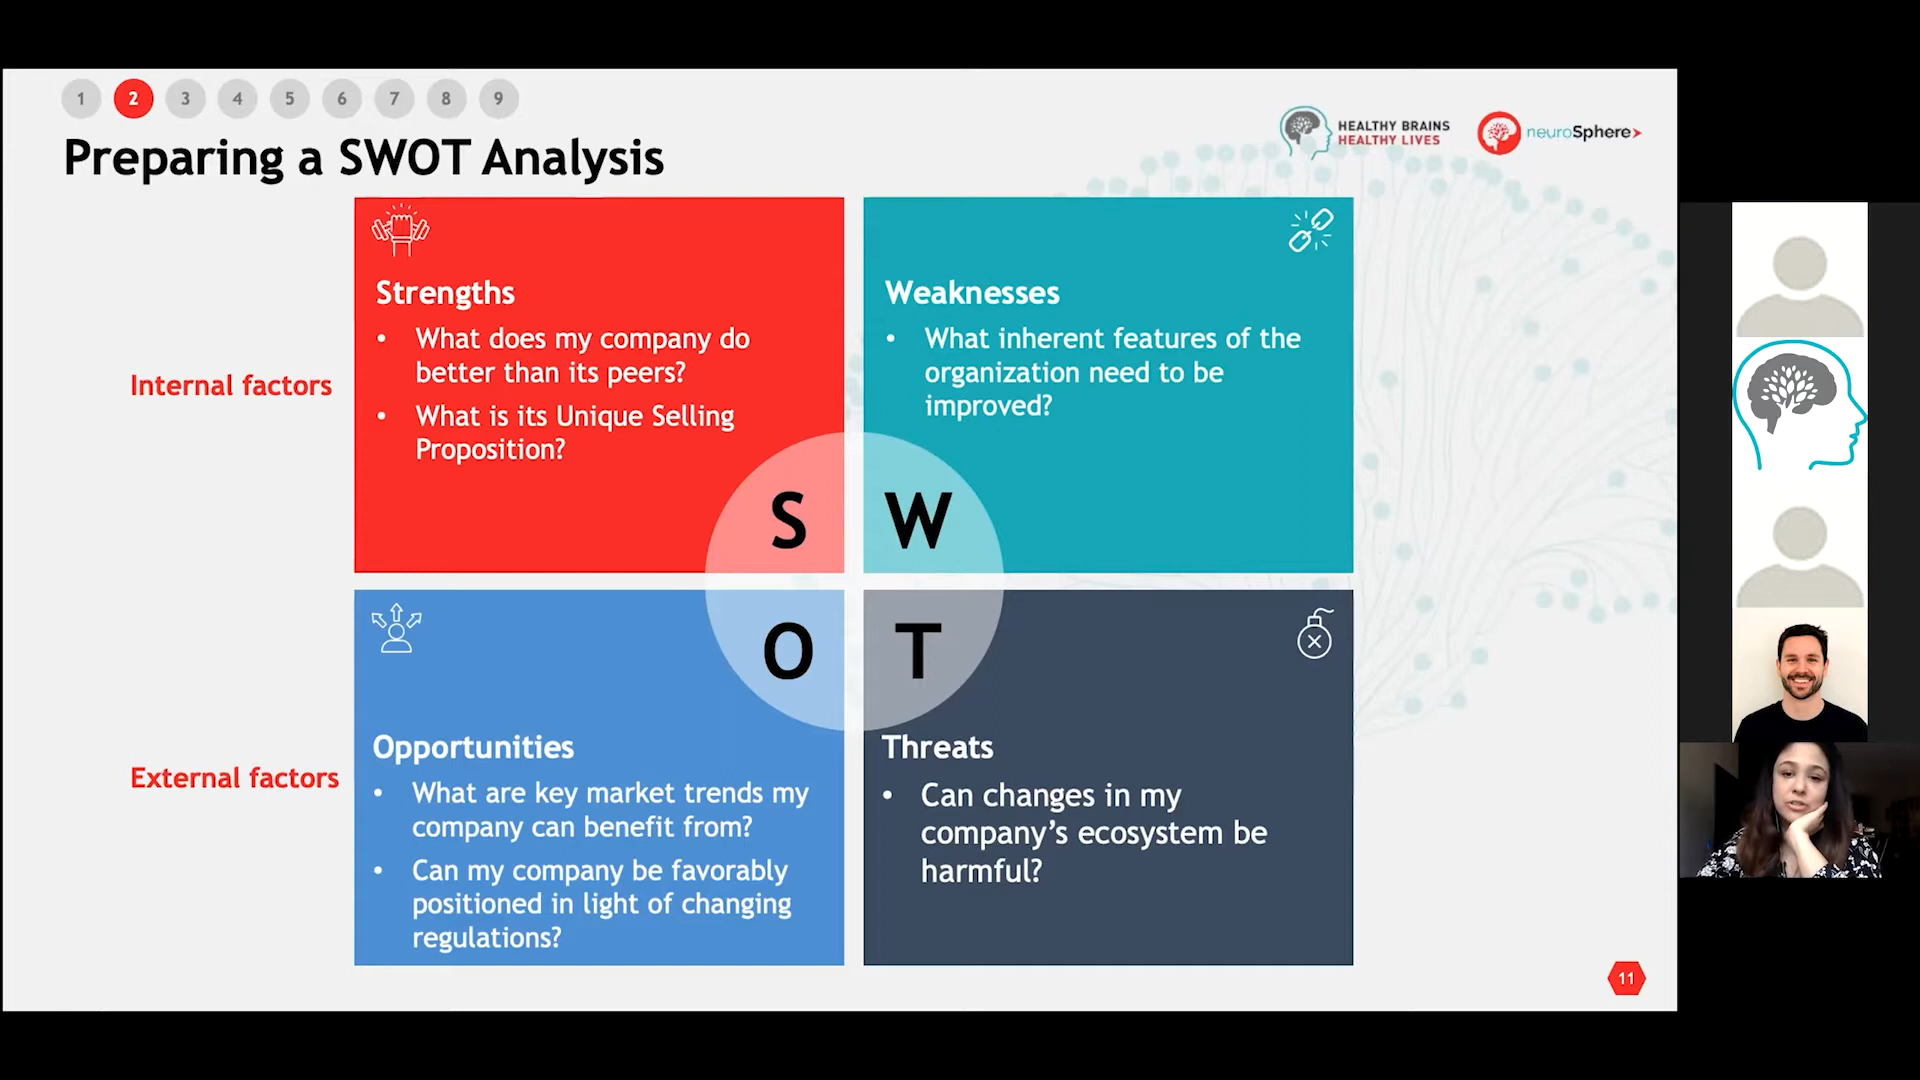 1 2 3 4 5 6 7 8 9
Preparing a SWOT Analysis
HEALTHY BRAINS
HEALTHY LIVES
neuroSphere
Internal factors
Strengths
• What does my company do
better than its peers?
• What is its Unique Selling
Proposition?
Weaknesses
• What inherent features of the
organization need to be
improved?
S W
O T
External factors
Opportunities
• What are key market trends my
company can benefit from?
• Can my company be favorably
positioned in light of changing
regulations?
Threats
• Can changes in my
company's ecosystem be
harmful?
11